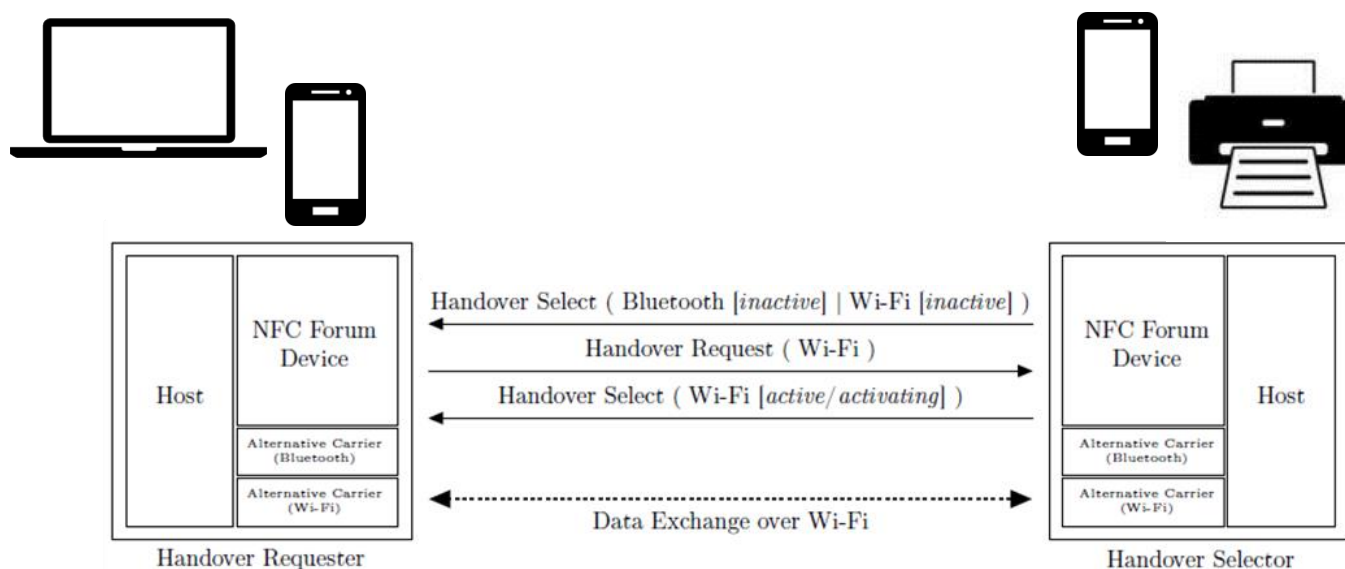 Handover Select ( Bluetooth [inactive] | Wi-Fi [inactive] )
Handover Request ( Wi-Fi )
Handover Select ( Wi-Fi [active/activating] )
Data Exchange over Wi-Fi
Host
NFC Forum
Device
Alternative Carrier
(Bluetooth)
Alternative Carrier
(Wi-Fi)
Handover Requester
NFC Forum
Device
Host
Alternative Carrier
(Bluetooth)
Alternative Carrier
(Wi-Fi)
Handover Selector